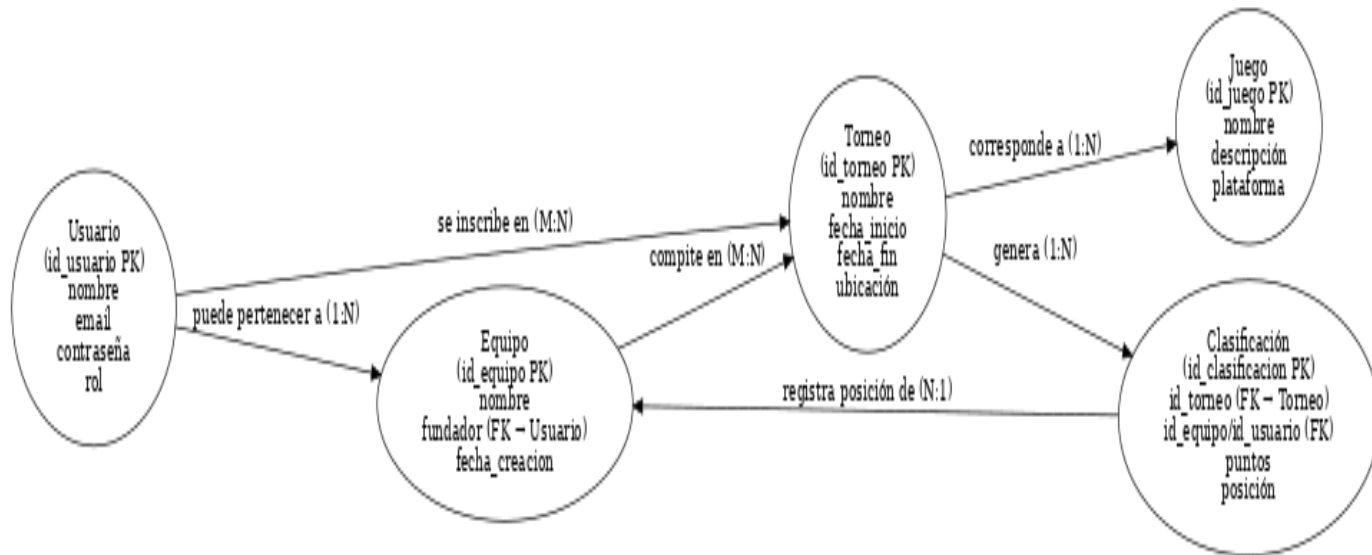 Usuario
(id_usuario PK)
nombre
email
contraseña
rol
se inscribe en (M:N)
puede pertenecer a (1:N)
Equipo
(id_equipo PK)
nombre
fundador (FK → Usuario)
fecha_creacion
compite en (M:N)
Torneo
(id_torneo PK)
nombre
fecha_inicio
fecha_fin
ubicación
corresponde a (1:N)
genera (1:N)
Juego
(id_juego PK)
nombre
descripción
plataforma
Clasificación
(id_clasificacion PK)
id_torneo (FK → Torneo)
id_equipo/id_usuario (FK)
puntos
posición
registra posición de (N:1)